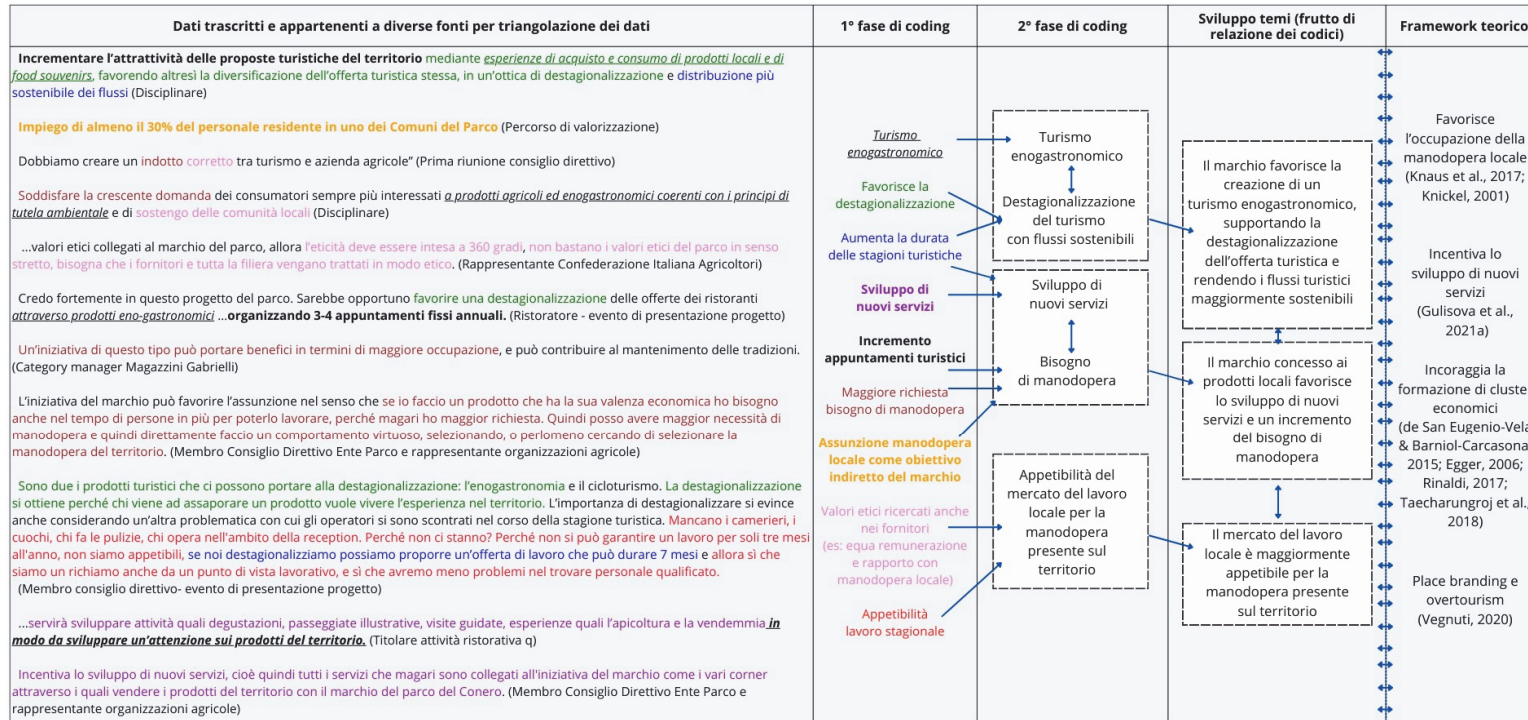 Dati trascritti e appartenenti a diverse fonti per triangolazione dei dati
1° fase di coding
2° fase di coding
Sviluppo temi (frutto di
relazione dei codici)
Framework teorico
Incrementare l'attrattività delle proposte turistiche del territorio mediante esperienze di acquisto e consumo di prodotti locali e di
food souvenirs, favorendo altresì la diversificazione dell'offerta turistica stessa, in un'ottica di destagionalizzazione e distribuzione più
sostenibile dei flussi (Disciplinare)
Impiego di almeno il 30% del personale residente in uno dei Comuni del Parco (Percorso di valorizzazione)
Dobbiamo creare un indotto corretto tra turismo e azienda agricole" (Prima riunione consiglio direttivo)
Soddisfare la crescente domanda dei consumatori sempre più interessati a prodotti agricoli ed enogastronomici coerenti con i principi di
tutela ambientale e di sostengo delle comunità locali (Disciplinare)
...valori etici collegati al marchio del parco, allora l'eticità deve essere intesa a 360 gradi, non bastano i valori etici del parco in senso
stretto, bisogna che i fornitori e tutta la filiera vengano trattati in modo etico. (Rappresentante Confederazione Italiana Agricoltori)
Credo fortemente in questo progetto del parco. Sarebbe opportuno favorire una destagionalizzazione delle offerte dei ristoranti
attraverso prodotti eno-gastronomici ...organizzando 3-4 appuntamenti fissi annuali. (Ristoratore - evento di presentazione progetto)
Un'iniziativa di questo tipo può portare benefici in termini di maggiore occupazione, e può contribuire al mantenimento delle tradizioni.
(Category manager Magazzini Gabrielli)
L'iniziativa del marchio può favorire l'assunzione nel senso che se io faccio un prodotto che ha la sua valenza economica ho bisogno
anche nel tempo di persone in più per poterlo lavorare, perché magari ho maggior richiesta. Quindi posso avere maggior necessità di
manodopera e quindi direttamente faccio un comportamento virtuoso, selezionando, o perlomeno cercando di selezionare la
manodopera del territorio. (Membro Consiglio Direttivo Ente Parco e rappresentante organizzazioni agricole)
Sono due i prodotti turistici che ci possono portare alla destagionalizzazione: l'enogastronomia e il cicloturismo. La destagionalizzazione
si ottiene perché chi viene ad assaporare un prodotto vuole vivere l'esperienza nel territorio. L'importanza di destagionalizzare si evince
anche considerando un'altra problematica con cui gli operatori si sono scontrati nel corso della stagione turistica. Mancano i camerieri, i
cuochi, chi fa le pulizie, chi opera nell'ambito della reception. Perché non ci stanno? Perché non si può garantire un lavoro per soli tre mesi
all'anno, non siamo appetibili, se noi destagionalizziamo possiamo proporre un'offerta di lavoro che può durare 7 mesi e allora sì che
siamo un richiamo anche da un punto di vista lavorativo, e sì che avremo meno problemi nel trovare personale qualificato.
(Membro consiglio direttivo- evento di presentazione progetto)
...servirà sviluppare attività quali degustazioni, passeggiate illustrative, visite guidate, esperienze quali l'apicoltura e la vendemmia in
modo da sviluppare un'attenzione sui prodotti del territorio. (Titolare attività ristorativa q)
Incentiva lo sviluppo di nuovi servizi, cioè quindi tutti i servizi che magari sono collegati all'iniziativa del marchio come i vari corner
attraverso i quali vendere i prodotti del territorio con il marchio del parco del Conero. (Membro Consiglio Direttivo Ente Parco e
rappresentante organizzazioni agricole)
Turismo
enogastronomico
Favorisce la
destagionalizzazione
Aumenta la durata
delle stagioni turistiche
Sviluppo di
nuovi servizi
Incremento
appuntamenti turistici
Maggiore richiesta
bisogno di manodopera
Assunzione manodopera
locale come obiettivo
indiretto del marchio
Valori etici ricercati anche
nei fornitori
(es: equa remunerazione
e rapporto con
manodopera locale)
Appetibilità
lavoro stagionale
Turismo
enogastronomico
Destagionalizzazione
del turismo
con flussi sostenibili
Sviluppo di
nuovi servizi
Bisogno
di manodopera
Appetibilità del
mercato del lavoro
locale per la
manodopera
presente sul
territorio
Il marchio favorisce la
creazione di un
turismo enogastronomico,
supportando la
destagionalizzazione
dell'offerta turistica e
rendendo i flussi turistici
maggiormente sostenibili
Il marchio concesso ai
prodotti locali favorisce
lo sviluppo di nuovi
servizi e un incremento
del bisogno di
manodopera
Il mercato del lavoro
locale è maggiormente
appetibile per la
manodopera presente
sul territorio
Favorisce
l'occupazione della
manodopera locale
(Knaus et al., 2017;
Knickel, 2001)
Incentiva lo
sviluppo di nuovi
servizi
(Gulisova et al.,
2021a)
Incoraggia la
formazione di cluster
economici
(de San Eugenio-Vela
& Barniol-Carcasona,
2015; Egger, 2006;
Rinaldi, 2017;
Taecharungroj et al.,
2018)
Place branding e
overtourism
(Vegnuti, 2020)